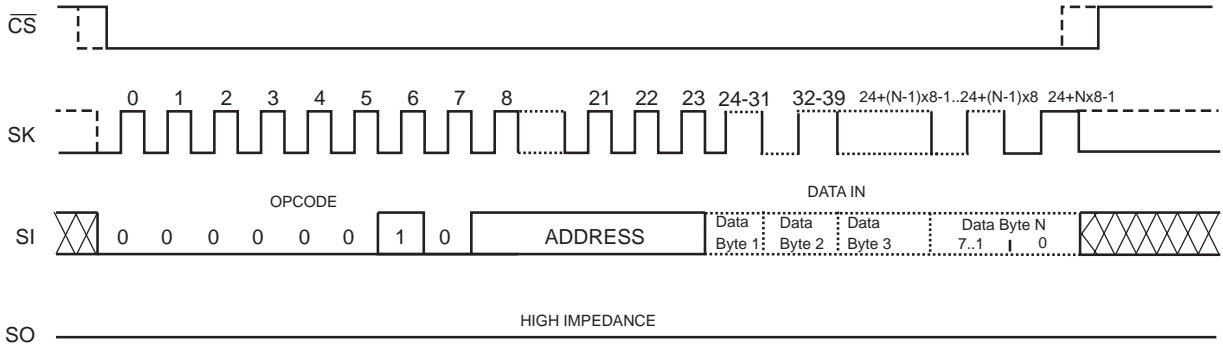 CS
SK
0 1 2 3 4 5 6 7 8 21 22 23 24-31 32-39 24+(N-1)x8-1..24+(N-1)x8 24+Nx8-1
OPCODE
DATA IN
SI
0 0 0 0 0 0 1 0 ADDRESS
Data
Byte 1
Data
Byte 2
Data
Byte 3
Data Byte N
7..1 0
HIGH IMPEDANCE
SO